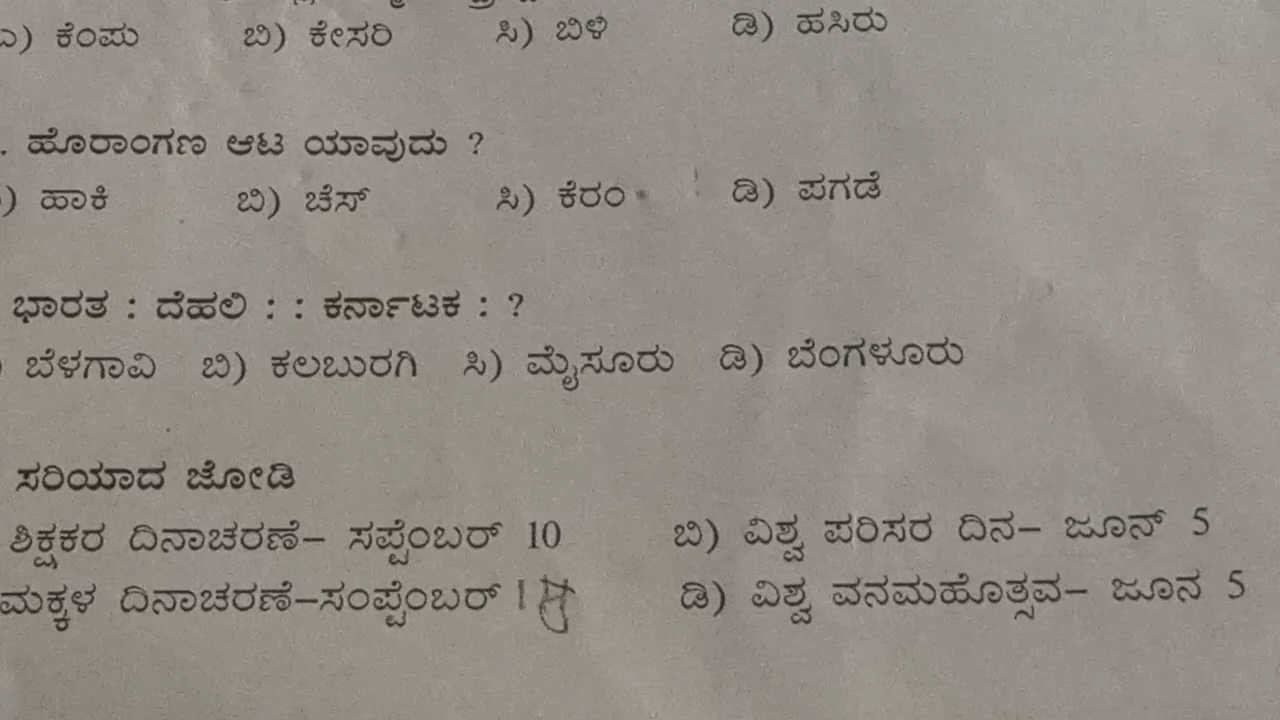 ) ಕೆಂಪು ಬಿ) ಕೇಸರಿ ಸಿ) ಬಿಳಿ ಡಿ) ಹಸಿರು
. ಹೊರಾಂಗಣ ಆಟ ಯಾವುದು ?
) ಹಾಕಿ ಬಿ) ಚೆಸ್ ಸಿ) ಕೆರಂ ಡಿ) ಪಗಡೆ
ಭಾರತ : ದೆಹಲಿ : : ಕರ್ನಾಟಕ : ?
) ಬೆಳಗಾವಿ ಬಿ) ಕಲಬುರಗಿ ಸಿ) ಮೈಸೂರು ಡಿ) ಬೆಂಗಳೂರು
ಸರಿಯಾದ ಜೋಡಿ
ಶಿಕ್ಷಕರ ದಿನಾಚರಣೆ– ಸಪ್ಟೆಂಬರ್ 10 ಬಿ) ವಿಶ್ವ ಪರಿಸರ ದಿನ– ಜೂನ್ 5
ಮಕ್ಕಳ ದಿನಾಚರಣೆ–ಸಂಪ್ಟೆಂಬರ್ ಡಿ) ವಿಶ್ವ ವನಮಹೊತ್ಸವ– ಜೂನ 5